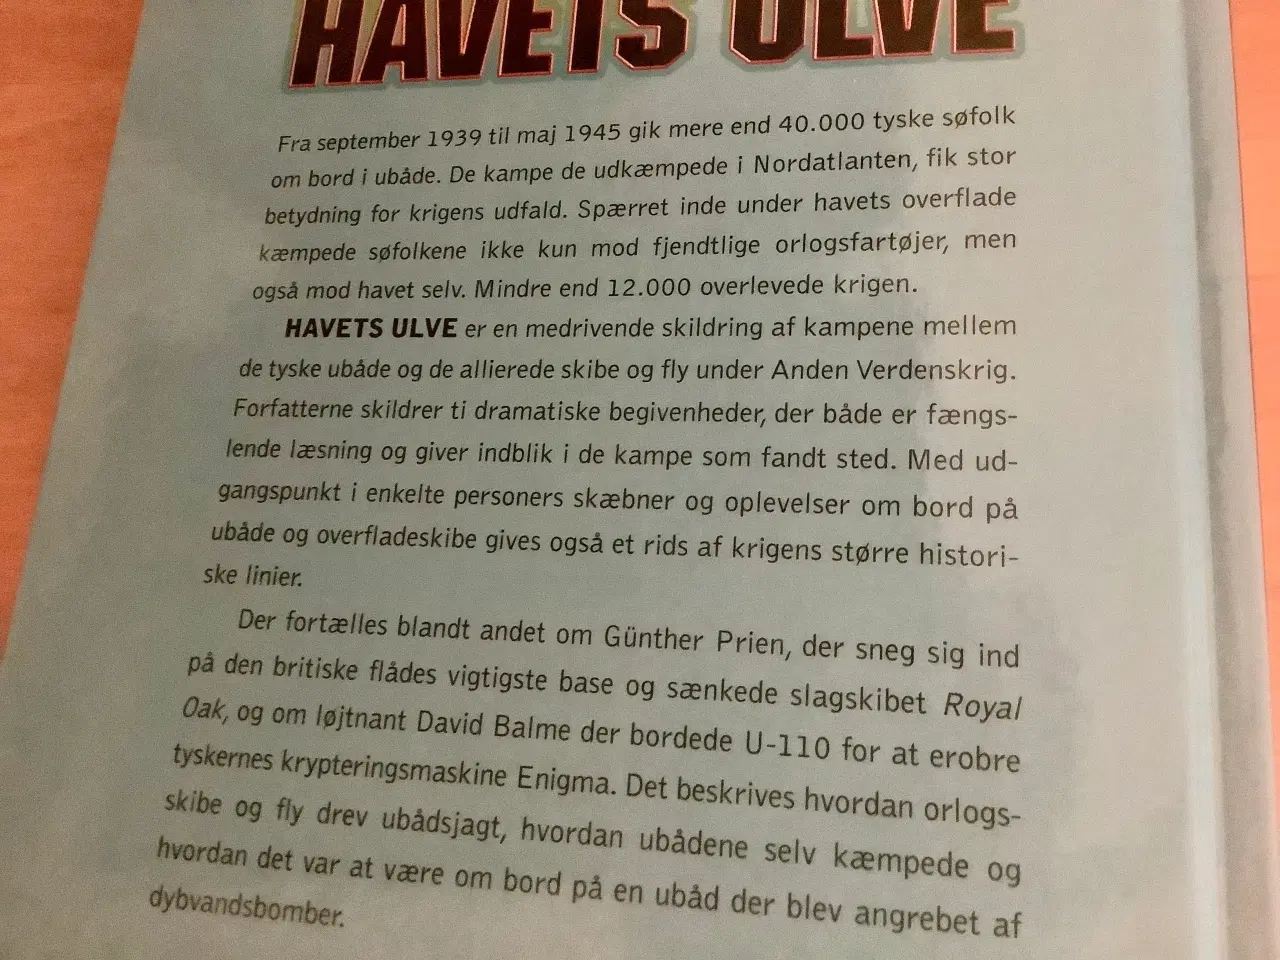 HAVETS ULVE
Fra september 1939 til maj 1945 gik mere end 40.000 tyske søfolk
om bord i ubåde. De kampe de udkæmpede i Nordatlanten, fik stor
betydning for krigens udfald. Spærret inde under havets overflade
kæmpede søfolkene ikke kun mod fjendtlige orlogsfartøjer, men
også mod havet selv. Mindre end 12.000 overlevede krigen.
HAVETS ULVE er en medrivende skildring af kampene mellem
de tyske ubåde og de allierede skibe og fly under Anden Verdenskrig.
Forfatterne skildrer ti dramatiske begivenheder, der både er fængs-
lende læsning og giver indblik i de kampe som fandt sted. Med ud-
gangspunkt i enkelte personers skæbner og oplevelser om bord på
ubåde og overfladeskibe gives også et rids af krigens større histori-
ske linier.
Der fortælles blandt andet om Günther Prien, der sneg sig ind
på den britiske flådes vigtigste base og sænkede slagskibet Royal
Oak, og om løjtnant David Balme der bordede U-110 for at erobre
tyskernes krypteringsmaskine Enigma. Det beskrives hvordan orlogs-
skibe og fly drev ubådsjagt, hvordan ubådene selv kæmpede og
hvordan det var at være om bord på en ubåd der blev angrebet af
dybvandsbomber.